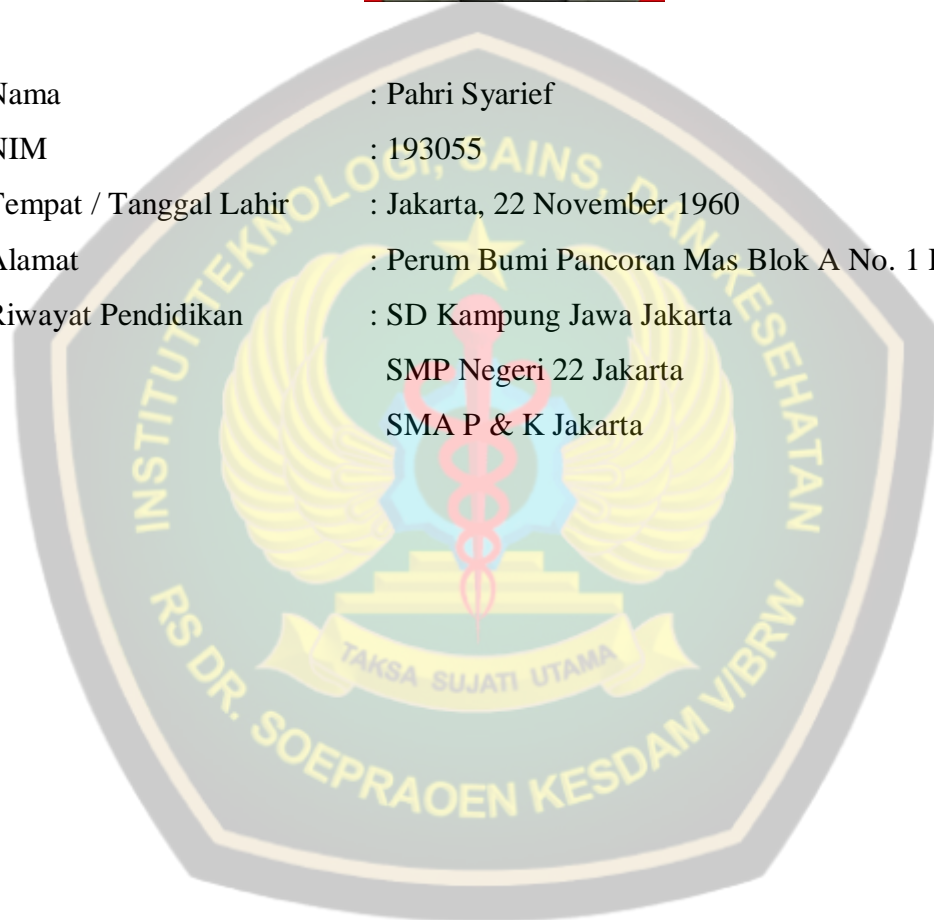 Nama : Pahri Syarief
NIM : 193055
Tempat / Tanggal Lahir : Jakarta, 22 November 1960
Alamat : Perum Bumi Pancoran Mas Blok A No. 1
Riwayat Pendidikan : SD Kampung Jawa Jakarta
SMP Negeri 22 Jakarta
SMA P & K Jakarta
INSTITUT TEKNOLOGI, SAINS, DAN KESEHATAN
TAKSA SUJATI UTAMA
RS DR. SOEPRAOEN KESDAM V/BRW